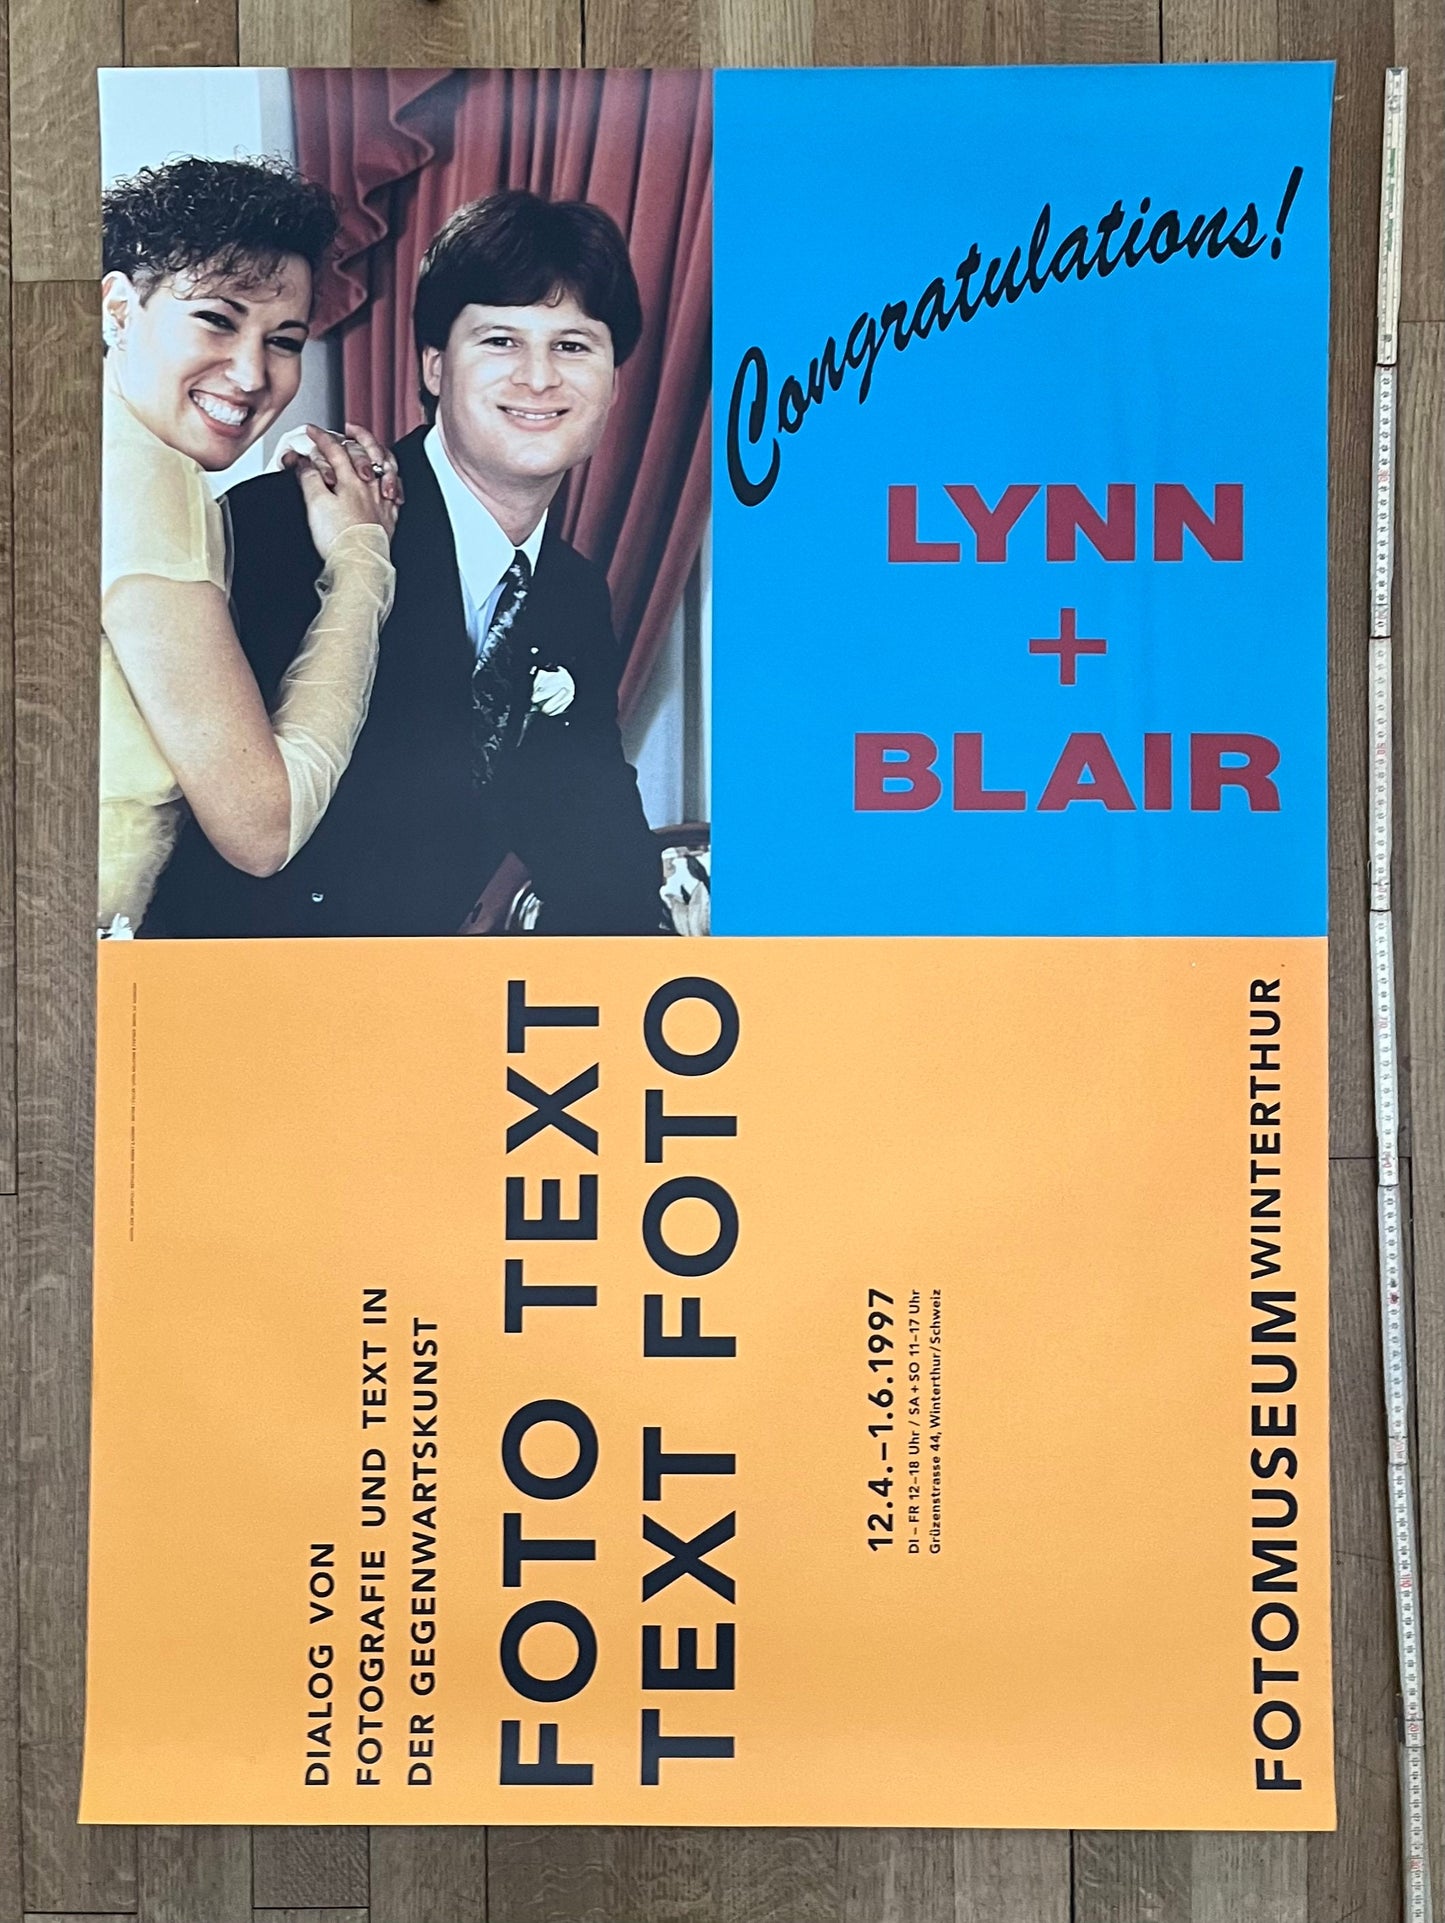 Congratulations!
LYNN
+
BLAIR
DIALOG VON
FOTOGRAFIE UND TEXT IN
DER GEGENWARTSKUNST
FOTO TEXT
TEXT FOTO
12.4.–1.6.1997
DI – FR 12–18 Uhr / SA + SO 11–17 Uhr
Grüzenstrasse 44, Winterthur/Schweiz
FOTOMUSEUM WINTERTHUR